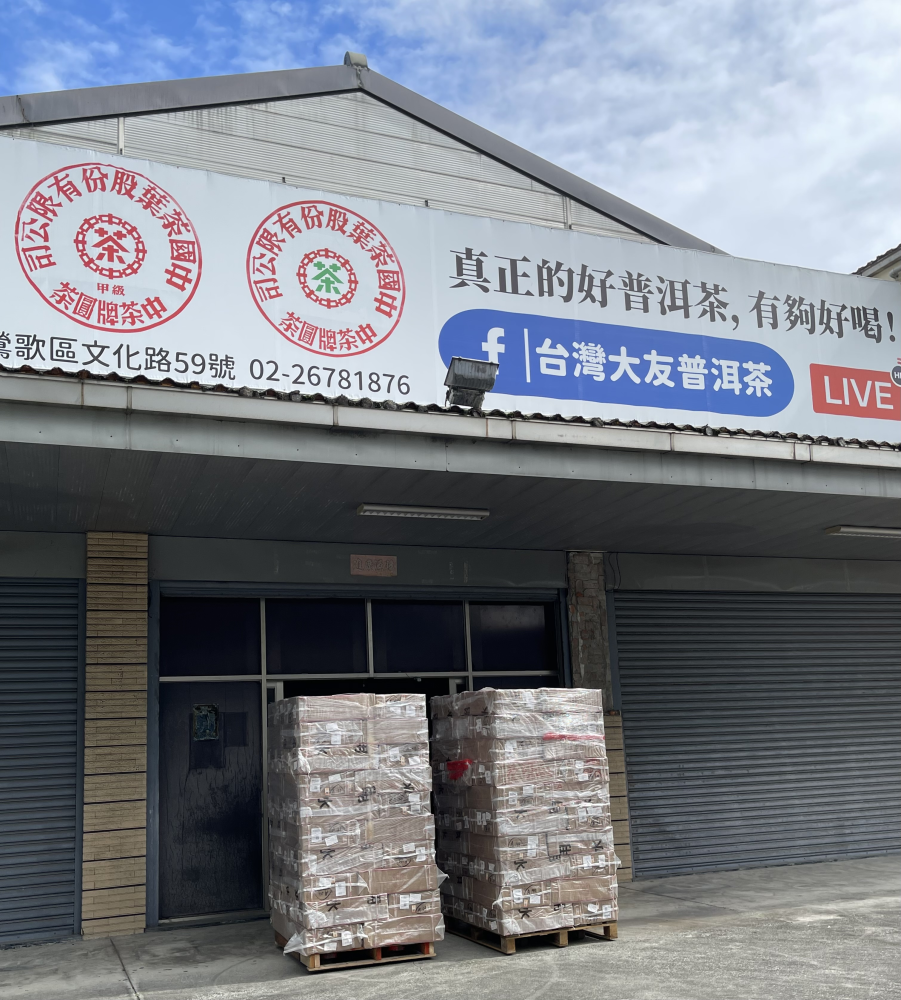 中國茶葉股份有限公司
茶
甲級
中茶牌圓茶
中國茶葉股份有限公司
茶
中茶牌圓茶
鶯歌區文化路59號 02-26781876
真正的好普洱茶,有夠好喝!
f 台灣大友普洱茶
LIVE